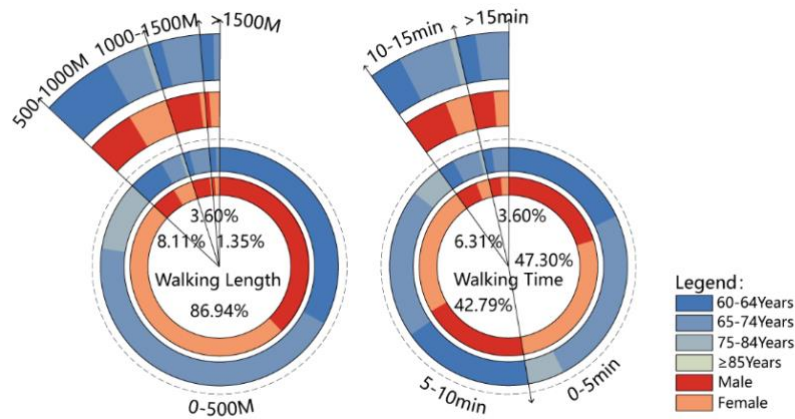 500-1000M
1000-1500M
>1500M
3.60%
8.11%
1.35%
Walking Length
86.94%
0-500M
10-15min
>15min
3.60%
6.31%
47.30%
Walking Time
42.79%
5-10min
0-5min
Legend:
60-64Years
65-74Years
75-84Years
≥85Years
Male
Female